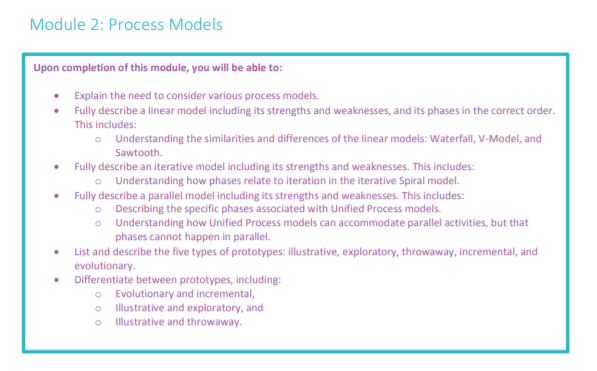 Module 2: Process Models
Upon completion of this module, you will be able to:
• Explain the need to consider various process models.
• Fully describe a linear model including its strengths and weaknesses, and its phases in the correct order.
This includes:
o Understanding the similarities and differences of the linear models: Waterfall, V-Model, and
Sawtooth.
• Fully describe an iterative model including its strengths and weaknesses. This includes:
o Understanding how phases relate to iteration in the iterative Spiral model.
• Fully describe a parallel model including its strengths and weaknesses. This includes:
o Describing the specific phases associated with Unified Process models.
o Understanding how Unified Process models can accommodate parallel activities, but that
phases cannot happen in parallel.
• List and describe the five types of prototypes: illustrative, exploratory, throwaway, incremental, and
evolutionary.
• Differentiate between prototypes, including:
o Evolutionary and incremental,
o Illustrative and exploratory, and
o Illustrative and throwaway.